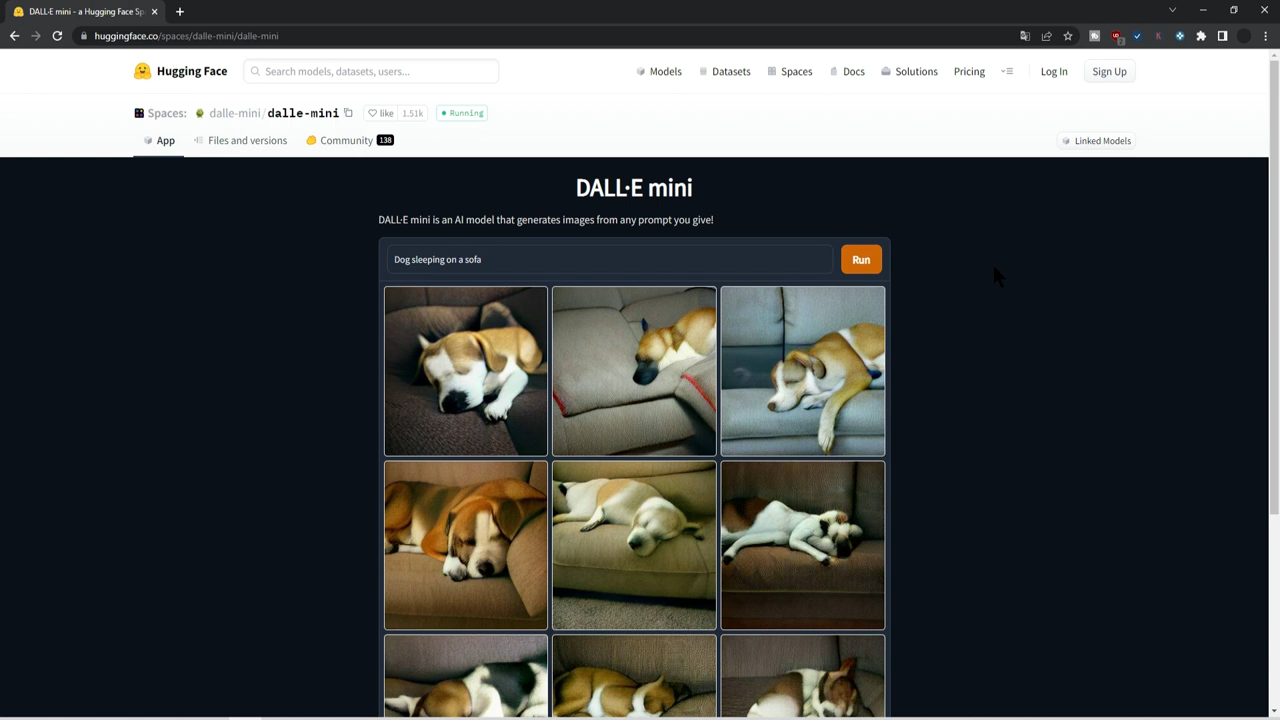 DALL·E mini - a Hugging Face Sp
huggingface.co/spaces/dalle-mini/dalle-mini
Hugging Face
Search models, datasets, users...
Models
Datasets
Spaces
Docs
Solutions
Pricing
Log In
Sign Up
Spaces:
dalle-mini/dalle-mini
like
1.51k
Running
App
Files and versions
Community
138
Linked Models
DALL·E mini
DALL·E mini is an AI model that generates images from any prompt you give!
Dog sleeping on a sofa
Run